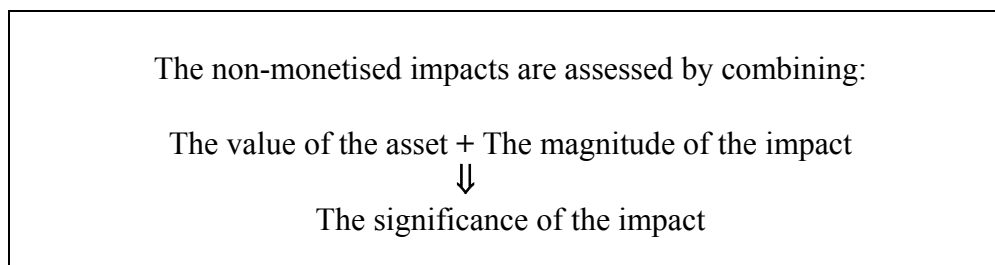 The non-monetised impacts are assessed by combining:
The value of the asset + The magnitude of the impact
⇓
The significance of the impact